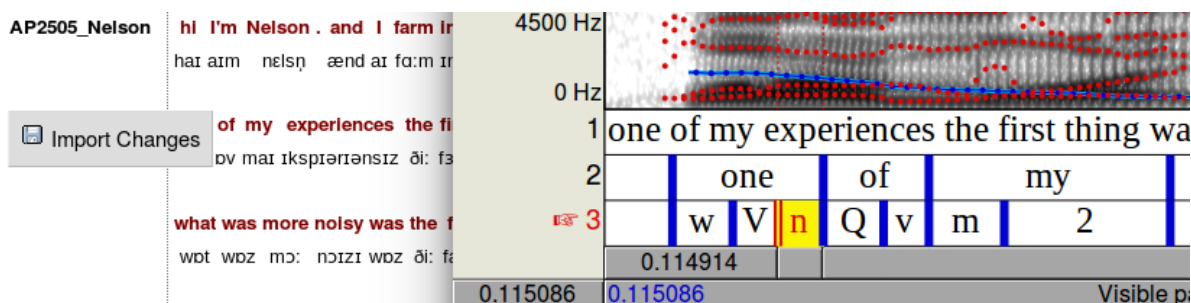 AP2505_Nelson
hi I'm Nelson . and I farm in
haɪ aɪm nɛlsn̩ ænd aɪ fɑːm ɪn
Import Changes
of my experiences the fi
ɒv maɪ ɪkspɪərɪənsɪz ðiː fɜ
what was more noisy was the f
wɒt wɒz mɔː nɔɪzɪ wɒz ðiː fɑ
4500 Hz
0 Hz
1 one of my experiences the first thing wa
2 one of my
☞ 3 w V n Q v m 2
0.114914
0.115086 0.115086 Visible pa